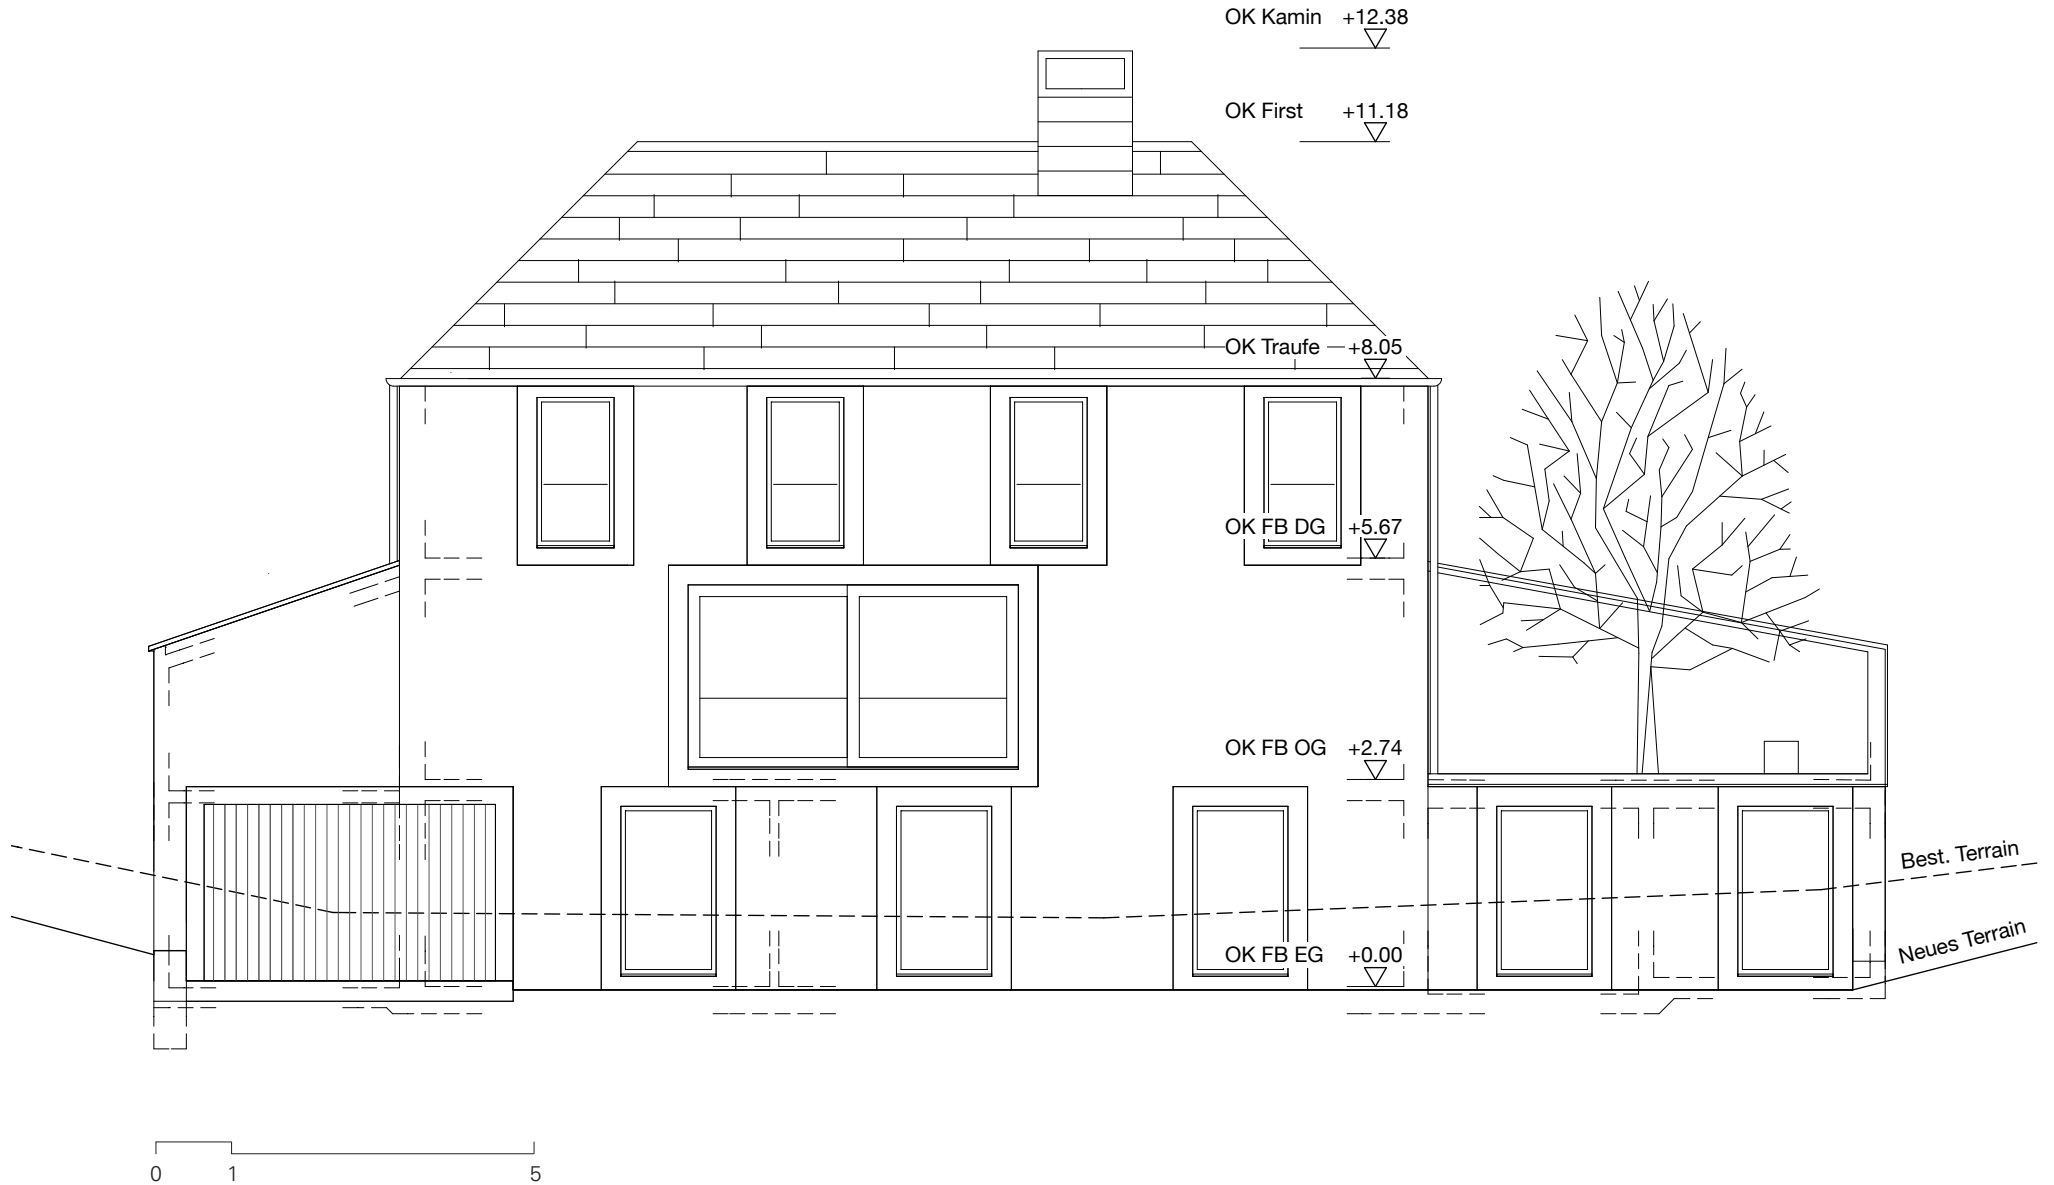 OK Kamin +12.38
OK First +11.18
OK Traufe +8.05
OK FB DG +5.67
OK FB OG +2.74
Best. Terrain
Neues Terrain
OK FB EG +0.00
0 1 5